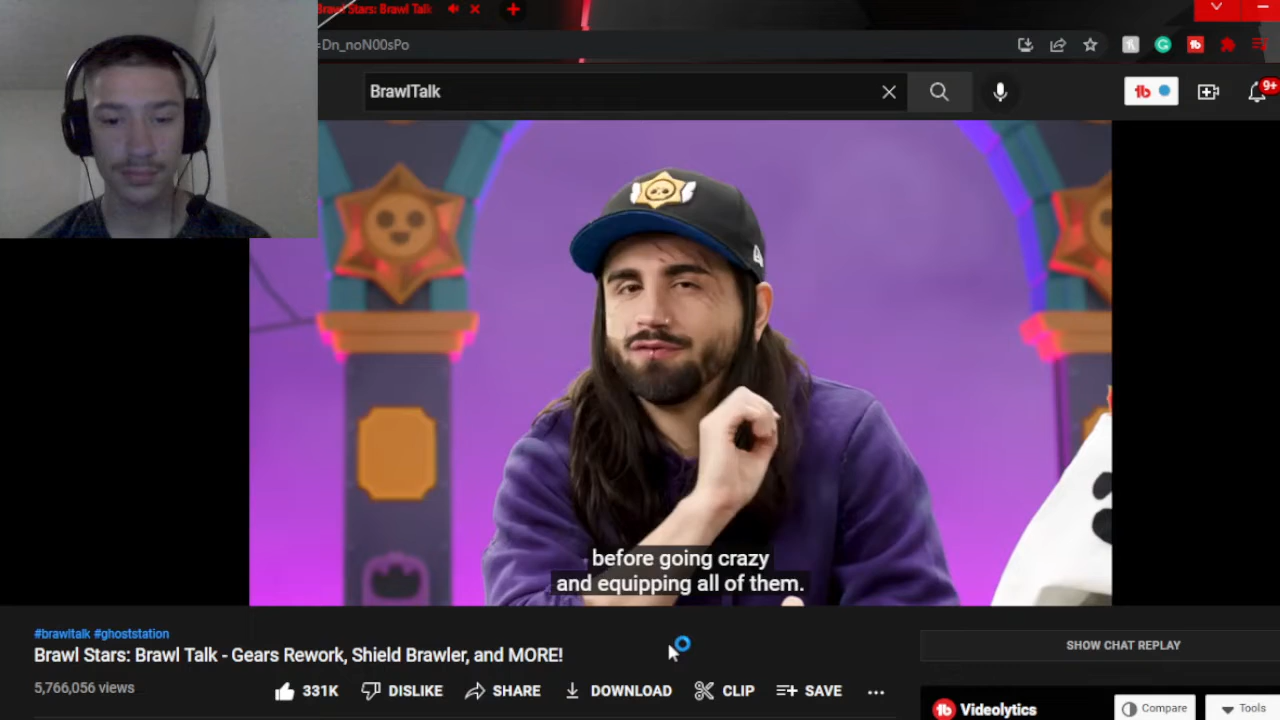 Brawl Stars: Brawl Talk
=Dn_noN00sPo
BrawlTalk
9+
before going crazy
and equipping all of them.
#brawltalk #ghoststation
Brawl Stars: Brawl Talk - Gears Rework, Shield Brawler, and MORE!
5,766,056 views
331K DISLIKE SHARE DOWNLOAD CLIP SAVE
SHOW CHAT REPLAY
Videolytics
Compare
Tools